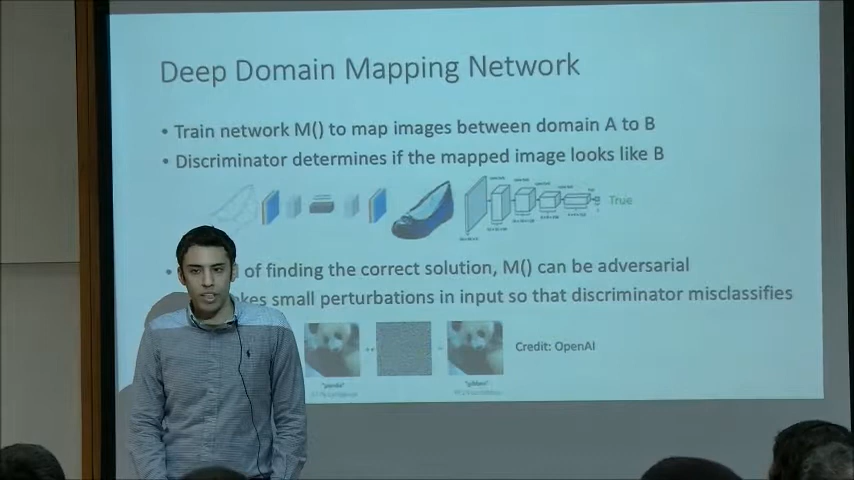 Deep Domain Mapping Network
• Train network M() to map images between domain A to B
• Discriminator determines if the mapped image looks like B
True
• of finding the correct solution, M() can be adversarial
kes small perturbations in input so that discriminator misclassifies
Credit: OpenAI
"panda"
"gibbon"